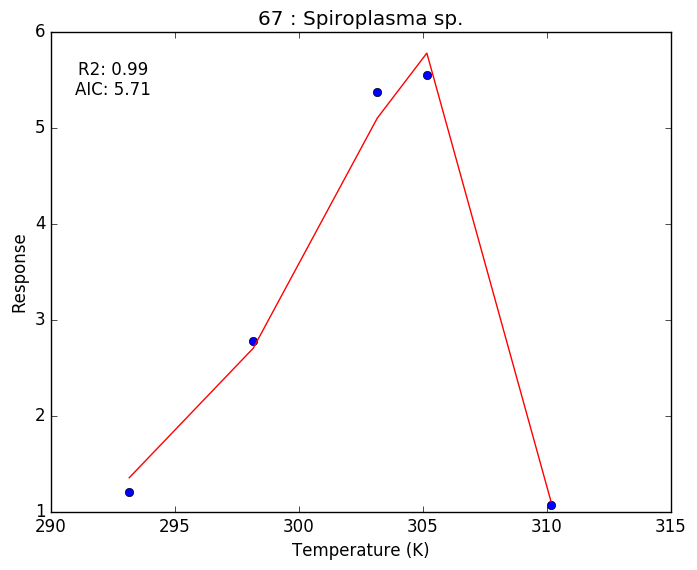 67 : Spiroplasma sp.
R2: 0.99
AIC: 5.71
6
5
4
3
2
1
Response
290 295 300 305 310 315
Temperature (K)